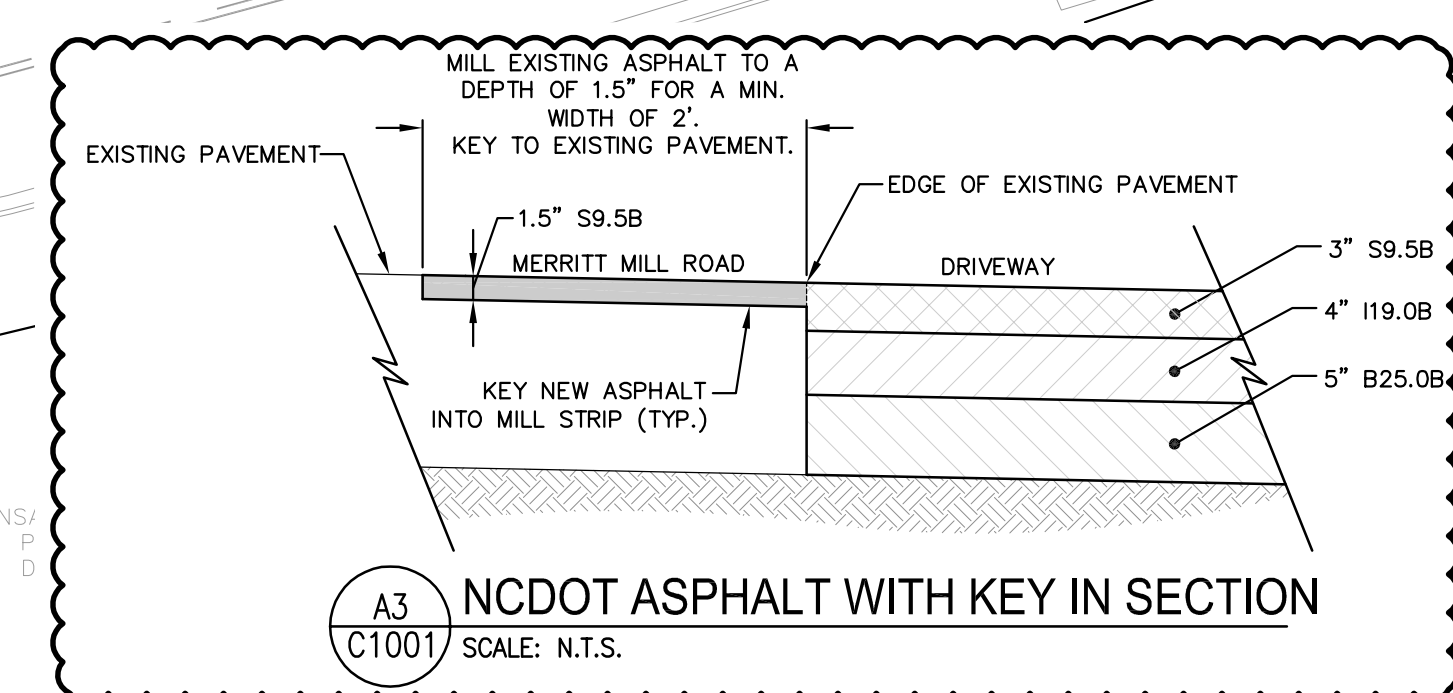 MILL EXISTING ASPHALT TO A
DEPTH OF 1.5" FOR A MIN.
WIDTH OF 2'.
KEY TO EXISTING PAVEMENT.
EXISTING PAVEMENT
EDGE OF EXISTING PAVEMENT
1.5" S9.5B
MERRITT MILL ROAD
DRIVEWAY
3" S9.5B
4" I19.0B
5" B25.0B
KEY NEW ASPHALT
INTO MILL STRIP (TYP.)
NSA
P
D
A3
C1001
NCDOT ASPHALT WITH KEY IN SECTION
SCALE: N.T.S.